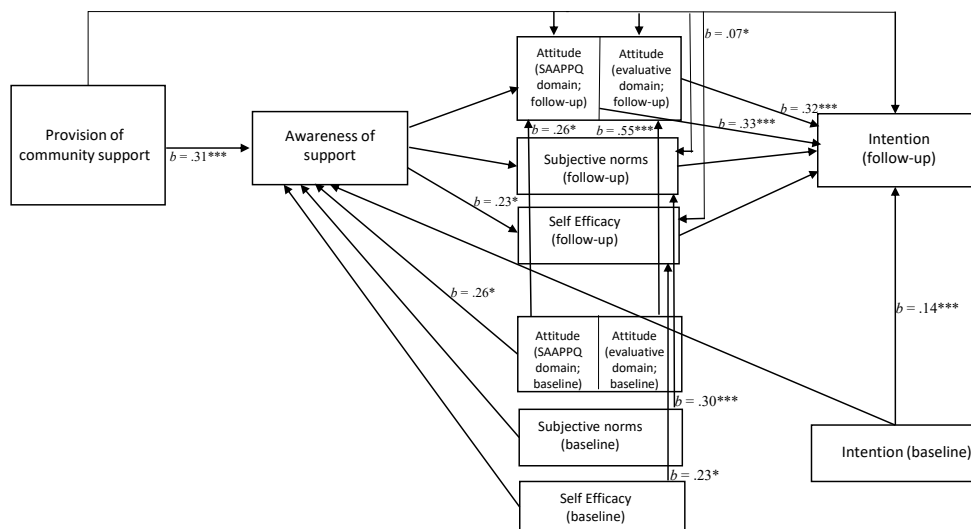 b = .07*
Attitude
(SAAPPQ
domain;
follow-up)
Attitude
(evaluative
domain;
follow-up)
b = .32***
b = .33***
b = .26*
b = .55***
Provision of
community support
b = .31***
Awareness of
support
Subjective norms
(follow-up)
Intention
(follow-up)
b = .23*
Self Efficacy
(follow-up)
b = .26*
b = .14***
Attitude
(SAAPPQ
domain;
baseline)
Attitude
(evaluative
domain;
baseline)
b = .30***
Subjective norms
(baseline)
Intention (baseline)
b = .23*
Self Efficacy
(baseline)